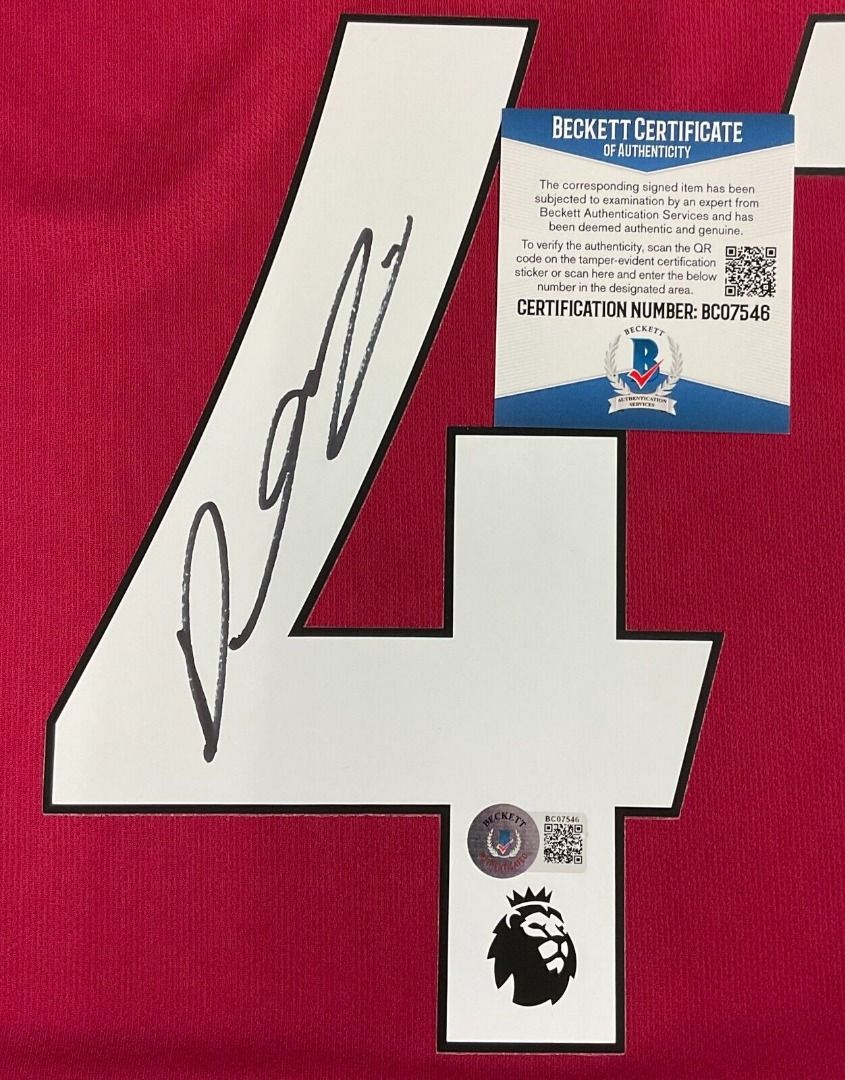 4
BECKETT CERTIFICATE
OF AUTHENTICITY
The corresponding signed item has been
subjected to examination by an expert from
Beckett Authentication Services and has
been deemed authentic and genuine.
To verify the authenticity, scan the QR
code on the tamper-evident certification
sticker or scan here and enter the below
number in the designated area.
CERTIFICATION NUMBER: BC07546
BECKETT
B
AUTHENTICATION
SERVICES
BECKETT
BC07546